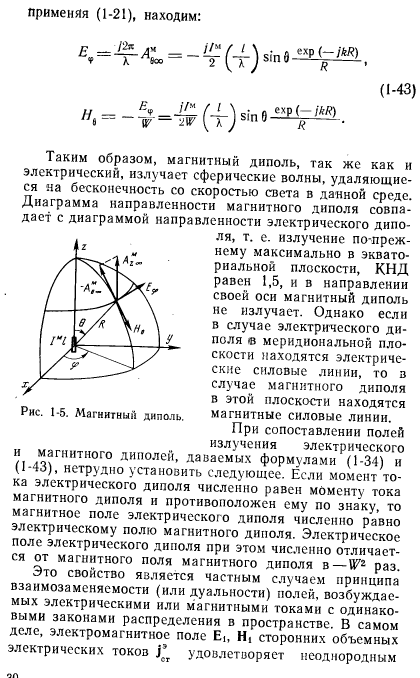 применяя (1-21), находим:
E_φ = j2π/λ A^м_θ∞ = − jI^м/2 (l/λ) sin θ exp (−jkR)/R ,
(1-43)
H_θ = − E_φ/W = jI^м/2W (l/λ) sin θ exp (−jkR)/R .
Таким образом, магнитный диполь, так же как и
электрический, излучает сферические волны, удаляющие-
ся на бесконечность со скоростью света в данной среде.
Диаграмма направленности магнитного диполя совпа-
дает с диаграммой направленности электрического дипо-
ля, т. е. излучение по-преж-
нему максимально в эквато-
риальной плоскости, КНД
равен 1,5, и в направлении
своей оси магнитный диполь
не излучает. Однако если
в случае электрического ди-
поля в меридиональной пло-
скости находятся электриче-
ские силовые линии, то в
случае магнитного диполя
в этой плоскости находятся
магнитные силовые линии.
z
A^м_z∞
-A^м_θ∞
E_φ
θ
R
H_θ
I^м l
y
φ
x
Рис. 1-5. Магнитный диполь.
При сопоставлении полей
излучения электрического
и магнитного диполей, даваемых формулами (1-34) и
(1-43), нетрудно установить следующее. Если момент то-
ка электрического диполя численно равен моменту тока
магнитного диполя и противоположен ему по знаку, то
магнитное поле электрического диполя численно равно
электрическому полю магнитного диполя. Электрическое
поле электрического диполя при этом численно отличает-
ся от магнитного поля магнитного диполя в —W² раз.
Это свойство является частным случаем принципа
взаимозаменяемости (или дуальности) полей, возбуждае-
мых электрическими или магнитными токами с одинако-
выми законами распределения в пространстве. В самом
деле, электромагнитное поле E₁, H₁ сторонних объемных
электрических токов j^э_ст удовлетворяет неоднородным